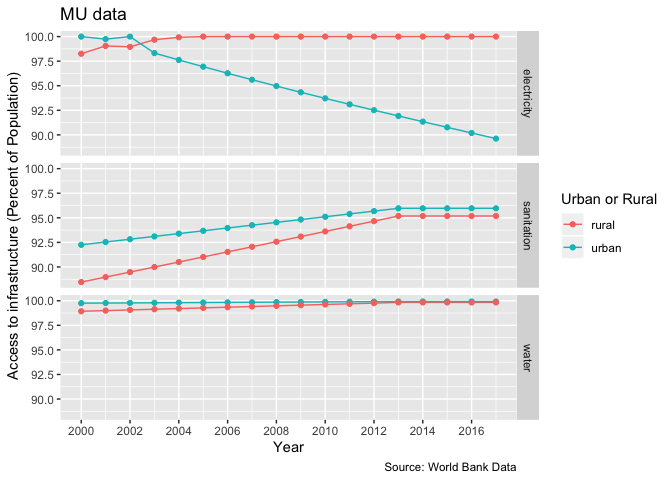 MU data
Access to infrastructure (Percent of Population)
100.0
97.5
95.0
92.5
90.0
electricity
100.0
97.5
95.0
92.5
90.0
sanitation
100.0
97.5
95.0
92.5
90.0
water
2000 2002 2004 2006 2008 2010 2012 2014 2016
Year
Source: World Bank Data
Urban or Rural
rural
urban